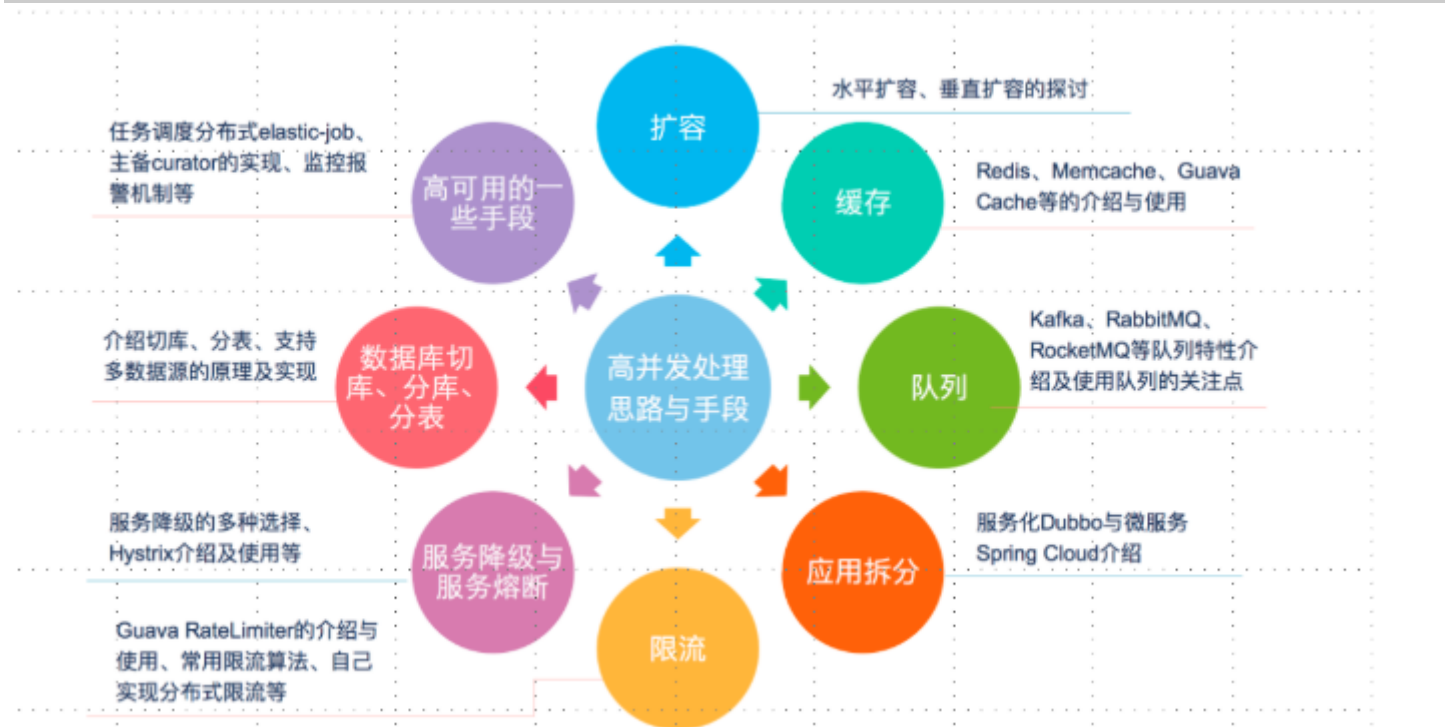 扩容
水平扩容、垂直扩容的探讨
缓存
Redis、Memcache、Guava
Cache等的介绍与使用
队列
Kafka、RabbitMQ、
RocketMQ等队列特性介
绍及使用队列的关注点
应用拆分
服务化Dubbo与微服务
Spring Cloud介绍
限流
Guava RateLimiter的介绍与
使用、常用限流算法、自己
实现分布式限流等
服务降级与
服务熔断
服务降级的多种选择、
Hystrix介绍及使用等
数据库切
库、分库、
分表
介绍切库、分表、支持
多数据源的原理及实现
高可用的一
些手段
任务调度分布式elastic-job、
主备curator的实现、监控报
警机制等
高并发处理
思路与手段